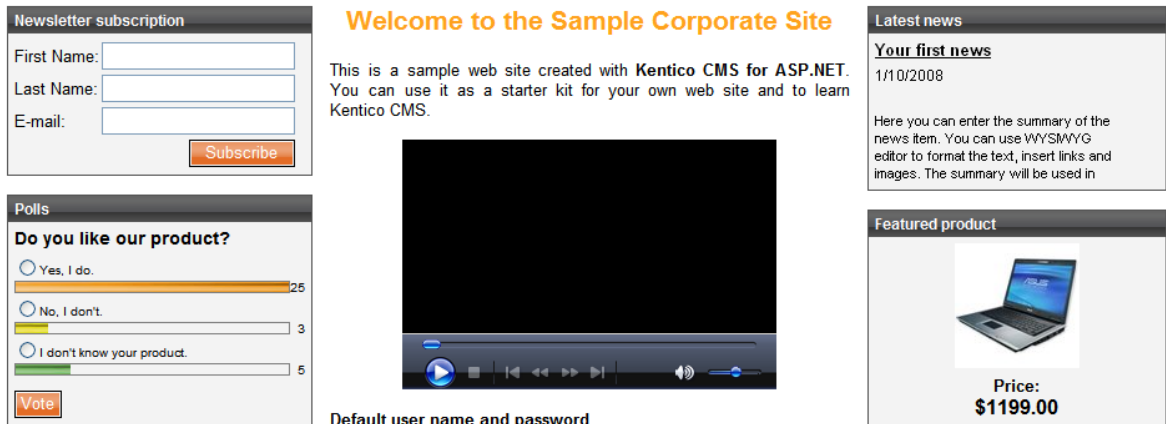 Newsletter subscription
First Name:
Last Name:
E-mail:
Subscribe
Polls
Do you like our product?
Yes, I do.
25
No, I don't.
3
I don't know your product.
5
Vote
Welcome to the Sample Corporate Site
This is a sample web site created with Kentico CMS for ASP.NET.
You can use it as a starter kit for your own web site and to learn
Kentico CMS.
Default user name and password
Latest news
Your first news
1/10/2008
Here you can enter the summary of the
news item. You can use WYSIWYG
editor to format the text, insert links and
images. The summary will be used in
Featured product
ASUS
Price:
$1199.00